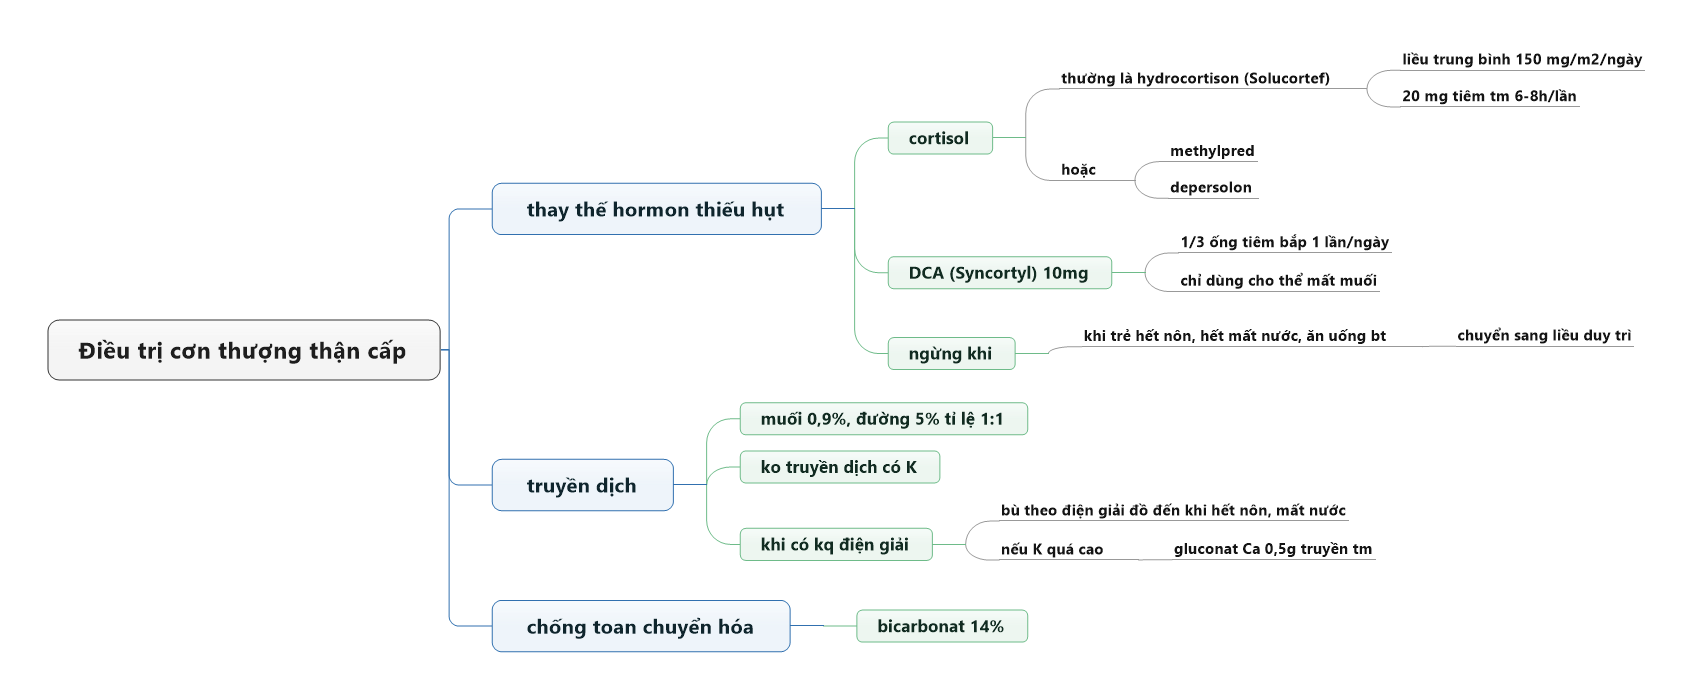 Điều trị cơn thượng thận cấp
thay thế hormon thiếu hụt
cortisol
thường là hydrocortison (Solucortef)
liều trung bình 150 mg/m2/ngày
20 mg tiêm tm 6-8h/lần
hoặc
methylpred
depersolon
DCA (Syncortyl) 10mg
1/3 ống tiêm bắp 1 lần/ngày
chỉ dùng cho thể mất muối
ngừng khi
khi trẻ hết nôn, hết mất nước, ăn uống bt
chuyển sang liều duy trì
truyền dịch
muối 0,9%, đường 5% tỉ lệ 1:1
ko truyền dịch có K
khi có kq điện giải
bù theo điện giải đồ đến khi hết nôn, mất nước
nếu K quá cao
gluconat Ca 0,5g truyền tm
chống toan chuyển hóa
bicarbonat 14%